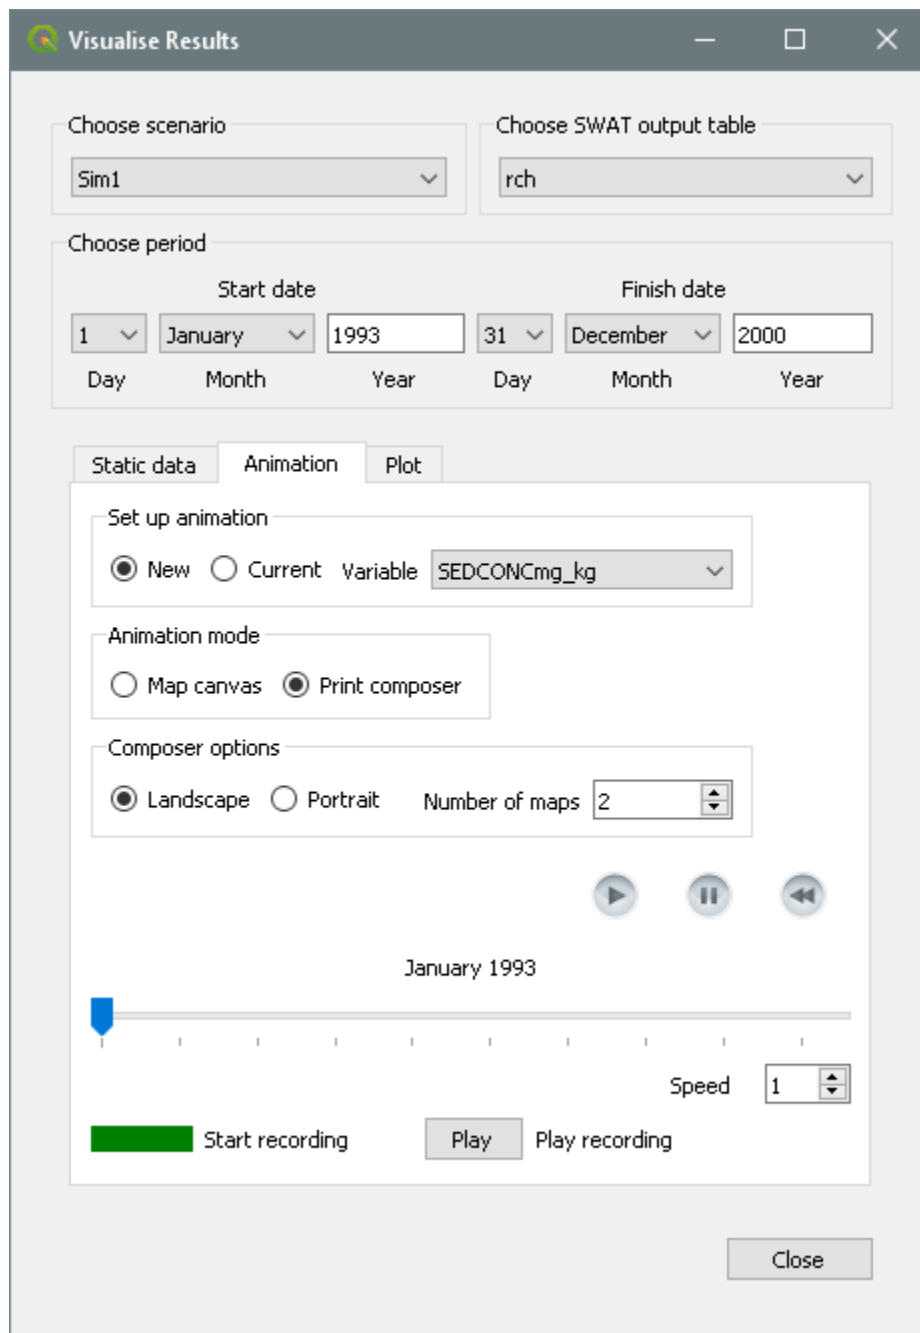 Visualise Results
Choose scenario
Choose SWAT output table
Sim1
rch
Choose period
Start date
Finish date
1 January 1993 31 December 2000
Day Month Year Day Month Year
Static data Animation Plot
Set up animation
New Current Variable SEDCONCmg_kg
Animation mode
Map canvas Print composer
Composer options
Landscape Portrait Number of maps 2
January 1993
Speed 1
Start recording Play Play recording
Close